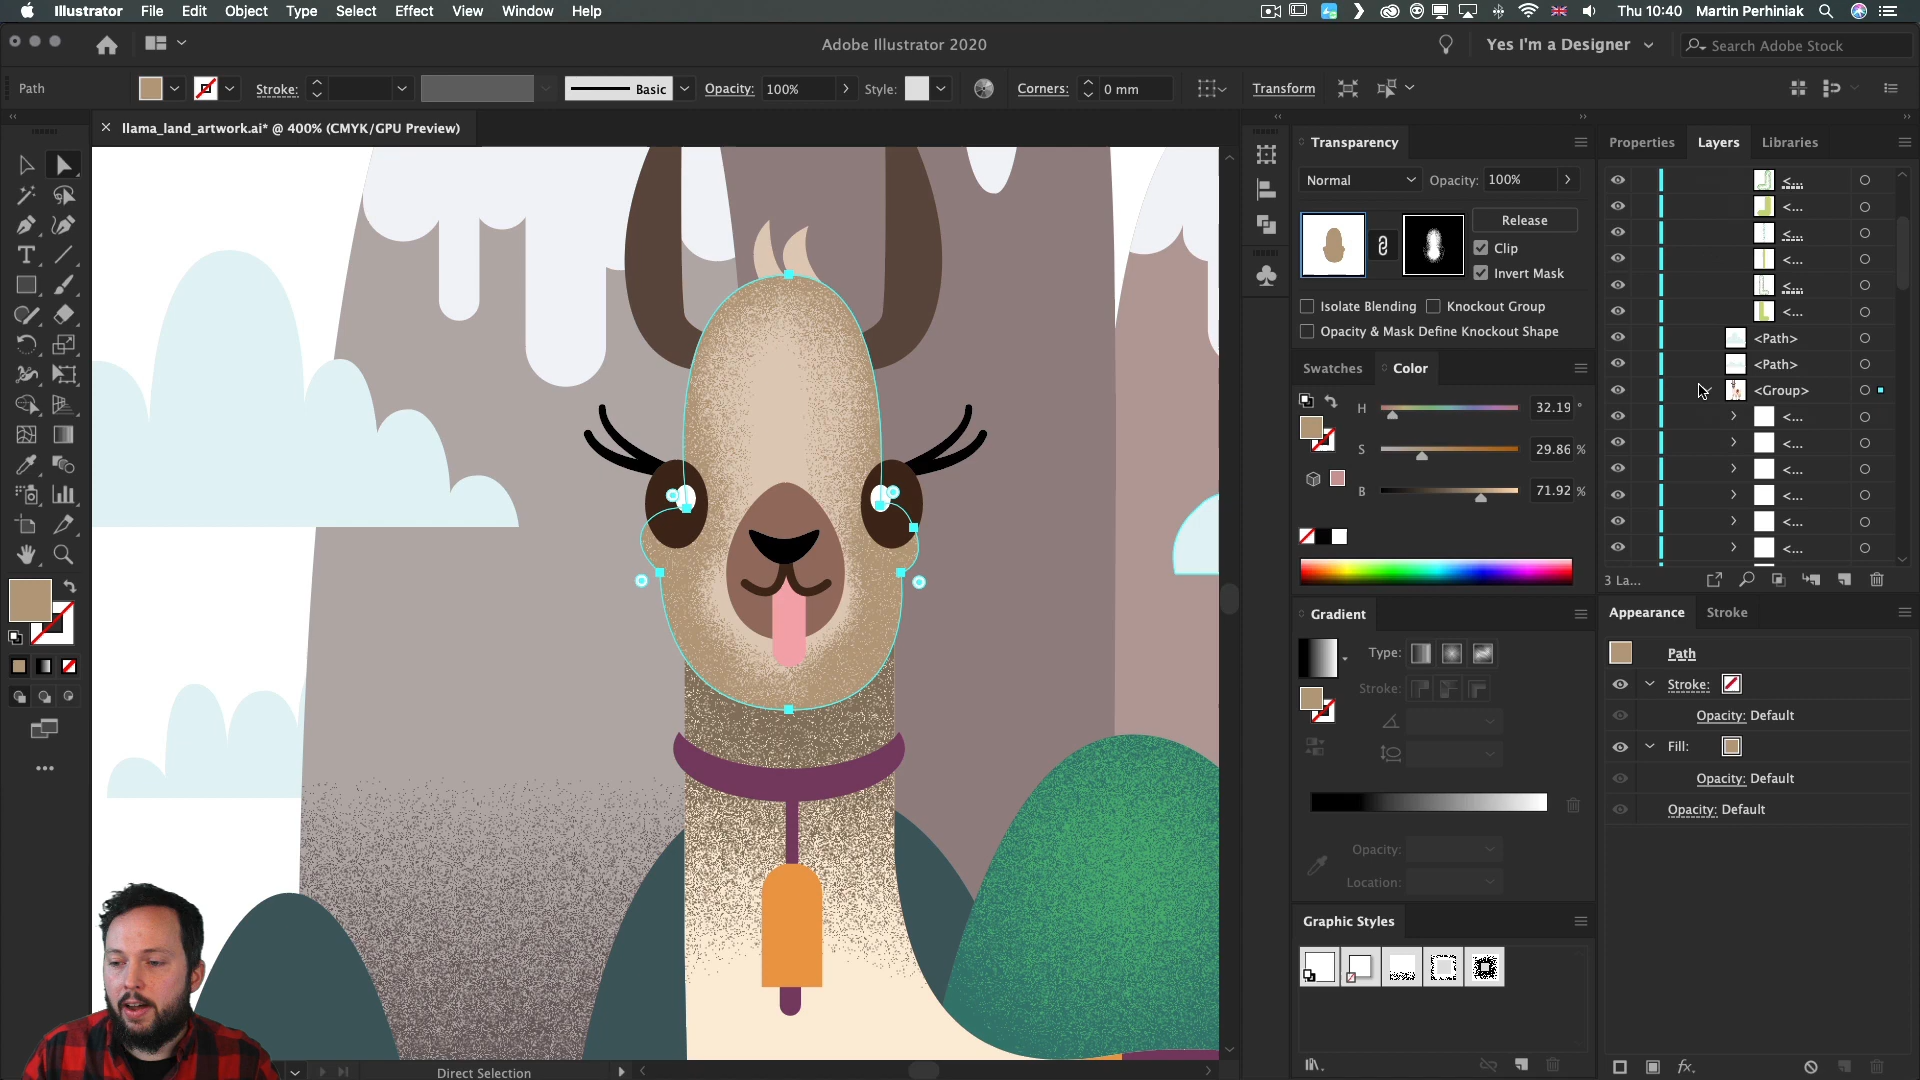 Illustrator File Edit Object Type Select Effect View Window Help
Thu 10:40 Martin Perhiniak
Adobe Illustrator 2020
Yes I'm a Designer
Search Adobe Stock
Path
Stroke:
Basic
Opacity: 100%
Style:
Corners: 0 mm
Transform
× llama_land_artwork.ai* @ 400% (CMYK/GPU Preview)
Transparency
Normal
Opacity: 100%
Release
Clip
Invert Mask
Isolate Blending
Knockout Group
Opacity & Mask Define Knockout Shape
Swatches
Color
H 32.19 °
S 29.86 %
B 71.92 %
Gradient
Type:
Stroke:
Opacity:
Location:
Graphic Styles
Properties
Layers
Libraries
<...
<...
<...
<...
<...
<...
<Path>
<Path>
<Group>
<...
<...
<...
<...
<...
<...
3 La...
Appearance
Stroke
Path
Stroke:
Opacity: Default
Fill:
Opacity: Default
Opacity: Default
fx.
Direct Selection